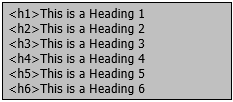 <h1>This is a Heading 1
<h2>This is a Heading 2
<h3>This is a Heading 3
<h4>This is a Heading 4
<h5>This is a Heading 5
<h6>This is a Heading 6